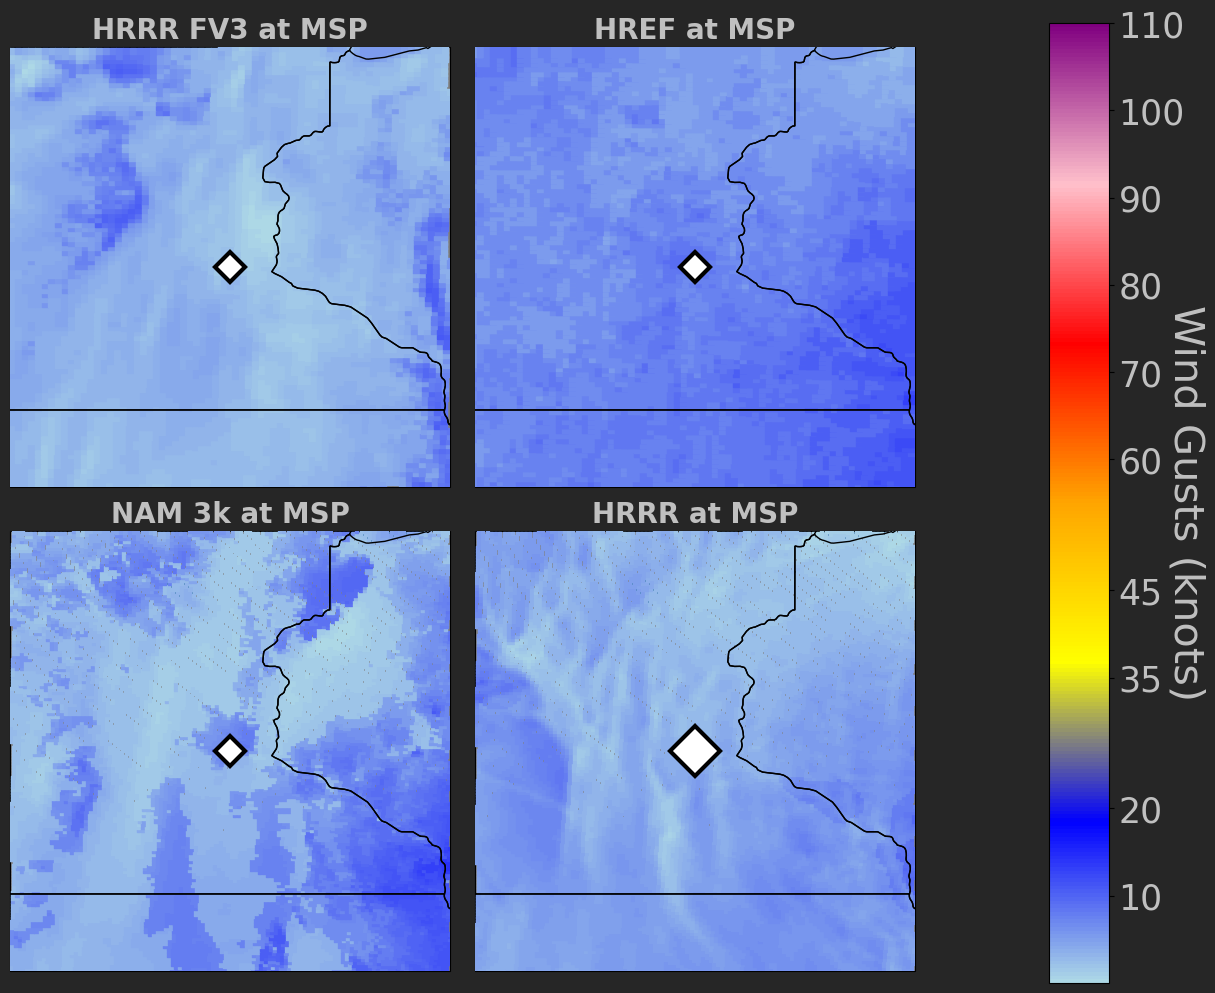 HRRR FV3 at MSP
HREF at MSP
NAM 3k at MSP
HRRR at MSP
110
100
90
80
70
60
45
35
20
10
Wind Gusts (knots)